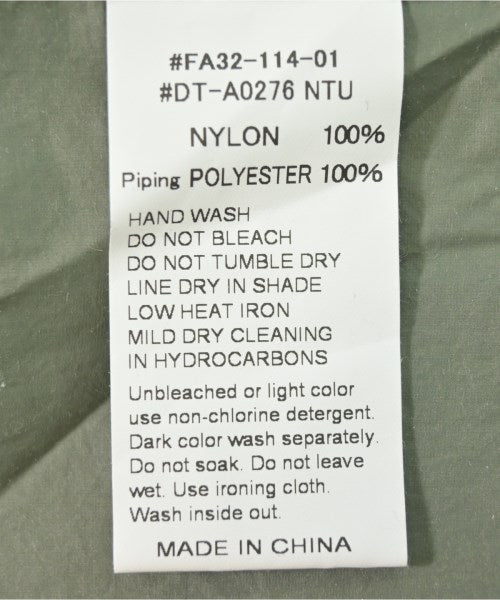 #FA32-114-01
#DT-A0276 NTU
NYLON 100%
Piping POLYESTER 100%
HAND WASH
DO NOT BLEACH
DO NOT TUMBLE DRY
LINE DRY IN SHADE
LOW HEAT IRON
MILD DRY CLEANING
IN HYDROCARBONS
Unbleached or light color
use non-chlorine detergent.
Dark color wash separately.
Do not soak. Do not leave
wet. Use ironing cloth.
Wash inside out.
MADE IN CHINA